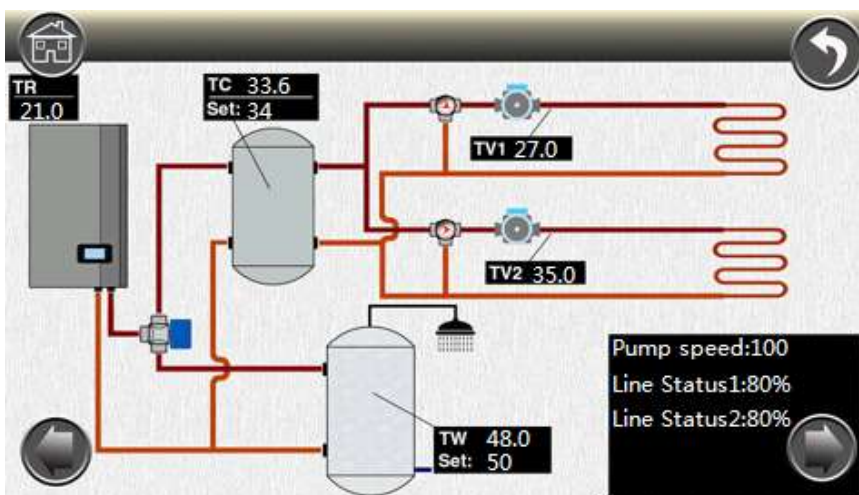 TR
21.0
TC 33.6
Set: 34
TV1 27.0
TV2 35.0
Pump speed:100
Line Status1:80%
Line Status2:80%
TW 48.0
Set: 50